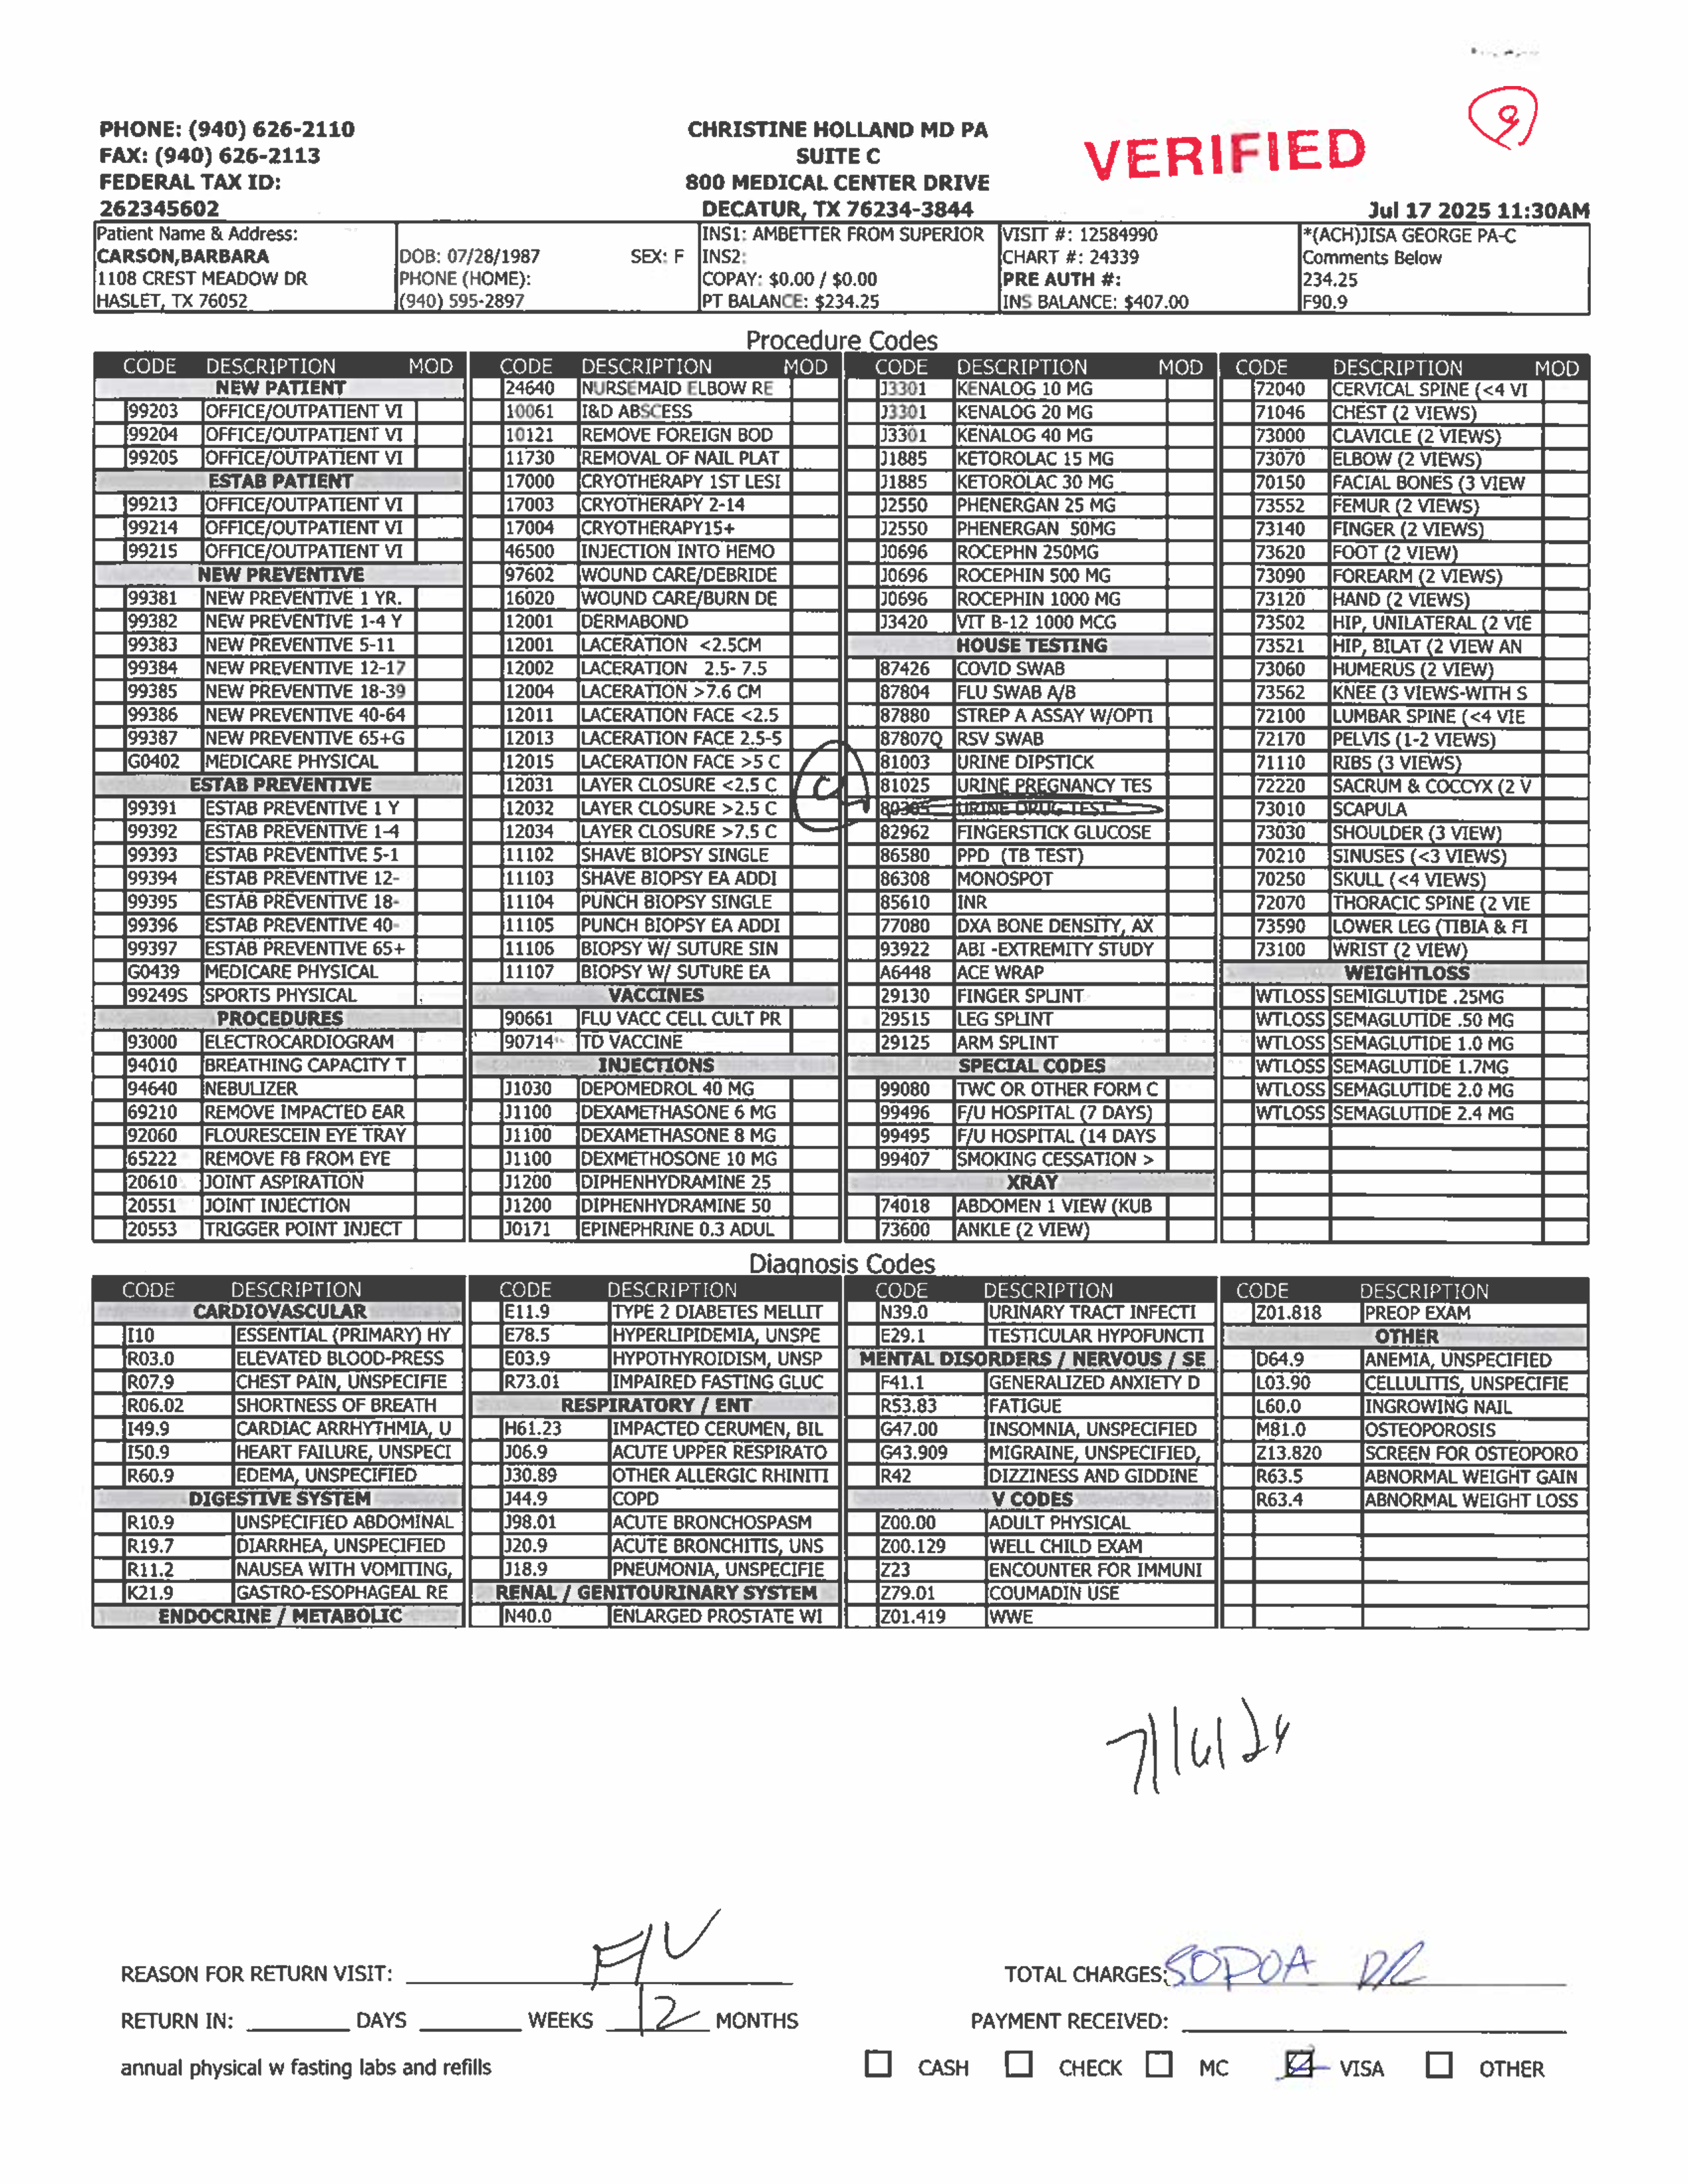 PHONE: (940) 626-2110
FAX: (940) 626-2113
FEDERAL TAX ID:
262345602
CHRISTINE HOLLAND MD PA
SUITE C
800 MEDICAL CENTER DRIVE
DECATUR, TX 76234-3844
VERIFIED
9
Jul 17 2025 11:30AM
Patient Name & Address:
CARSON,BARBARA
1108 CREST MEADOW DR
HASLET, TX 76052
DOB: 07/28/1987 SEX: F
PHONE (HOME):
(940) 595-2897
INS1: AMBETTER FROM SUPERIOR
INS2:
COPAY: $0.00 / $0.00
PT BALANCE: $234.25
VISIT #: 12584990
CHART #: 24339
PRE AUTH #:
INS BALANCE: $407.00
*(ACH)JISA GEORGE PA-C
Comments Below
234.25
F90.9
Procedure Codes
CODE DESCRIPTION MOD
NEW PATIENT
99203 OFFICE/OUTPATIENT VI
99204 OFFICE/OUTPATIENT VI
99205 OFFICE/OUTPATIENT VI
ESTAB PATIENT
99213 OFFICE/OUTPATIENT VI
99214 OFFICE/OUTPATIENT VI
99215 OFFICE/OUTPATIENT VI
NEW PREVENTIVE
99381 NEW PREVENTIVE 1 YR.
99382 NEW PREVENTIVE 1-4 Y
99383 NEW PREVENTIVE 5-11
99384 NEW PREVENTIVE 12-17
99385 NEW PREVENTIVE 18-39
99386 NEW PREVENTIVE 40-64
99387 NEW PREVENTIVE 65+G
G0402 MEDICARE PHYSICAL
ESTAB PREVENTIVE
99391 ESTAB PREVENTIVE 1 Y
99392 ESTAB PREVENTIVE 1-4
99393 ESTAB PREVENTIVE 5-1
99394 ESTAB PREVENTIVE 12-
99395 ESTAB PREVENTIVE 18-
99396 ESTAB PREVENTIVE 40-
99397 ESTAB PREVENTIVE 65+
G0439 MEDICARE PHYSICAL
99249S SPORTS PHYSICAL
PROCEDURES
93000 ELECTROCARDIOGRAM
94010 BREATHING CAPACITY T
94640 NEBULIZER
69210 REMOVE IMPACTED EAR
92060 FLOURESCEIN EYE TRAY
65222 REMOVE FB FROM EYE
20610 JOINT ASPIRATION
20551 JOINT INJECTION
20553 TRIGGER POINT INJECT
CODE DESCRIPTION MOD
24640 NURSEMAID ELBOW RE
10061 I&D ABSCESS
10121 REMOVE FOREIGN BOD
11730 REMOVAL OF NAIL PLAT
17000 CRYOTHERAPY 1ST LESI
17003 CRYOTHERAPY 2-14
17004 CRYOTHERAPY15+
46500 INJECTION INTO HEMO
97602 WOUND CARE/DEBRIDE
16020 WOUND CARE/BURN DE
12001 DERMABOND
12001 LACERATION <2.5CM
12002 LACERATION 2.5- 7.5
12004 LACERATION >7.6 CM
12011 LACERATION FACE <2.5
12013 LACERATION FACE 2.5-5
12015 LACERATION FACE >5 C
12031 LAYER CLOSURE <2.5 C
12032 LAYER CLOSURE >2.5 C
12034 LAYER CLOSURE >7.5 C
11102 SHAVE BIOPSY SINGLE
11103 SHAVE BIOPSY EA ADDI
11104 PUNCH BIOPSY SINGLE
11105 PUNCH BIOPSY EA ADDI
11106 BIOPSY W/ SUTURE SIN
11107 BIOPSY W/ SUTURE EA
VACCINES
90661 FLU VACC CELL CULT PR
90714 TD VACCINE
INJECTIONS
J1030 DEPOMEDROL 40 MG
J1100 DEXAMETHASONE 6 MG
J1100 DEXAMETHASONE 8 MG
J1100 DEXMETHOSONE 10 MG
J1200 DIPHENHYDRAMINE 25
J1200 DIPHENHYDRAMINE 50
J0171 EPINEPHRINE 0.3 ADUL
CODE DESCRIPTION MOD
J3301 KENALOG 10 MG
J3301 KENALOG 20 MG
J3301 KENALOG 40 MG
J1885 KETOROLAC 15 MG
J1885 KETOROLAC 30 MG
J2550 PHENERGAN 25 MG
J2550 PHENERGAN 50MG
J0696 ROCEPHN 250MG
J0696 ROCEPHIN 500 MG
J0696 ROCEPHIN 1000 MG
J3420 VIT B-12 1000 MCG
HOUSE TESTING
87426 COVID SWAB
87804 FLU SWAB A/B
87880 STREP A ASSAY W/OPTI
87807Q RSV SWAB
81003 URINE DIPSTICK
81025 URINE PREGNANCY TES
80305 URINE DRUG TEST
82962 FINGERSTICK GLUCOSE
86580 PPD (TB TEST)
86308 MONOSPOT
85610 INR
77080 DXA BONE DENSITY, AX
93922 ABI -EXTREMITY STUDY
A6448 ACE WRAP
29130 FINGER SPLINT
29515 LEG SPLINT
29125 ARM SPLINT
SPECIAL CODES
99080 TWC OR OTHER FORM C
99496 F/U HOSPITAL (7 DAYS)
99495 F/U HOSPITAL (14 DAYS
99407 SMOKING CESSATION >
XRAY
74018 ABDOMEN 1 VIEW (KUB
73600 ANKLE (2 VIEW)
CODE DESCRIPTION MOD
72040 CERVICAL SPINE (<4 VI
71046 CHEST (2 VIEWS)
73000 CLAVICLE (2 VIEWS)
73070 ELBOW (2 VIEWS)
70150 FACIAL BONES (3 VIEW
73552 FEMUR (2 VIEWS)
73140 FINGER (2 VIEWS)
73620 FOOT (2 VIEW)
73090 FOREARM (2 VIEWS)
73120 HAND (2 VIEWS)
73502 HIP, UNILATERAL (2 VIE
73521 HIP, BILAT (2 VIEW AN
73060 HUMERUS (2 VIEW)
73562 KNEE (3 VIEWS-WITH S
72100 LUMBAR SPINE (<4 VIE
72170 PELVIS (1-2 VIEWS)
71110 RIBS (3 VIEWS)
72220 SACRUM & COCCYX (2 V
73010 SCAPULA
73030 SHOULDER (3 VIEW)
70210 SINUSES (<3 VIEWS)
70250 SKULL (<4 VIEWS)
72070 THORACIC SPINE (2 VIE
73590 LOWER LEG (TIBIA & FI
73100 WRIST (2 VIEW)
WEIGHTLOSS
WTLOSS SEMIGLUTIDE .25MG
WTLOSS SEMAGLUTIDE .50 MG
WTLOSS SEMAGLUTIDE 1.0 MG
WTLOSS SEMAGLUTIDE 1.7MG
WTLOSS SEMAGLUTIDE 2.0 MG
WTLOSS SEMAGLUTIDE 2.4 MG
Diagnosis Codes
CODE DESCRIPTION
CARDIOVASCULAR
I10 ESSENTIAL (PRIMARY) HY
R03.0 ELEVATED BLOOD-PRESS
R07.9 CHEST PAIN, UNSPECIFIE
R06.02 SHORTNESS OF BREATH
I49.9 CARDIAC ARRHYTHMIA, U
I50.9 HEART FAILURE, UNSPECI
R60.9 EDEMA, UNSPECIFIED
DIGESTIVE SYSTEM
R10.9 UNSPECIFIED ABDOMINAL
R19.7 DIARRHEA, UNSPECIFIED
R11.2 NAUSEA WITH VOMITING,
K21.9 GASTRO-ESOPHAGEAL RE
ENDOCRINE / METABOLIC
CODE DESCRIPTION
E11.9 TYPE 2 DIABETES MELLIT
E78.5 HYPERLIPIDEMIA, UNSPE
E03.9 HYPOTHYROIDISM, UNSP
R73.01 IMPAIRED FASTING GLUC
RESPIRATORY / ENT
H61.23 IMPACTED CERUMEN, BIL
J06.9 ACUTE UPPER RESPIRATO
J30.89 OTHER ALLERGIC RHINITI
J44.9 COPD
J98.01 ACUTE BRONCHOSPASM
J20.9 ACUTE BRONCHITIS, UNS
J18.9 PNEUMONIA, UNSPECIFIE
RENAL / GENITOURINARY SYSTEM
N40.0 ENLARGED PROSTATE WI
CODE DESCRIPTION
N39.0 URINARY TRACT INFECTI
E29.1 TESTICULAR HYPOFUNCTI
MENTAL DISORDERS / NERVOUS / SE
F41.1 GENERALIZED ANXIETY D
R53.83 FATIGUE
G47.00 INSOMNIA, UNSPECIFIED
G43.909 MIGRAINE, UNSPECIFIED,
R42 DIZZINESS AND GIDDINE
V CODES
Z00.00 ADULT PHYSICAL
Z00.129 WELL CHILD EXAM
Z23 ENCOUNTER FOR IMMUNI
Z79.01 COUMADIN USE
Z01.419 WWE
CODE DESCRIPTION
Z01.818 PREOP EXAM
OTHER
D64.9 ANEMIA, UNSPECIFIED
L03.90 CELLULITIS, UNSPECIFIE
L60.0 INGROWING NAIL
M81.0 OSTEOPOROSIS
Z13.820 SCREEN FOR OSTEOPORO
R63.5 ABNORMAL WEIGHT GAIN
R63.4 ABNORMAL WEIGHT LOSS
REASON FOR RETURN VISIT: F/U
RETURN IN: DAYS WEEKS 12 MONTHS
annual physical w fasting labs and refills
TOTAL CHARGES: SOPOA DR
PAYMENT RECEIVED:
CASH CHECK MC VISA OTHER